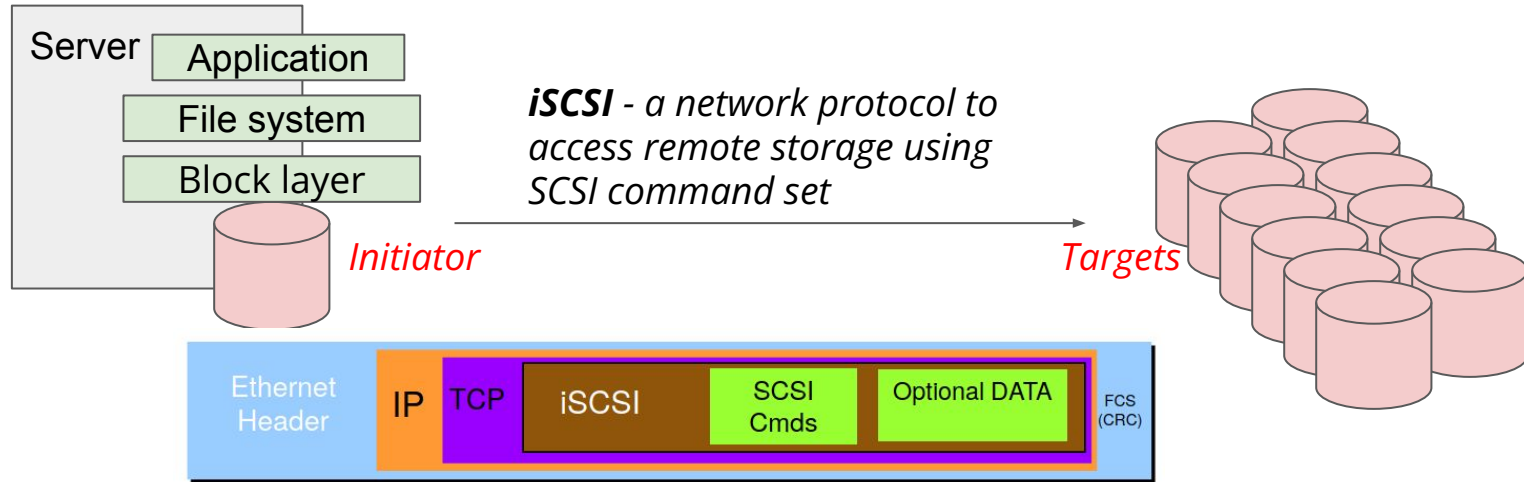 Server
Application
File system
Block layer
iSCSI - a network protocol to
access remote storage using
SCSI command set
Initiator
Targets
Ethernet
Header
IP
TCP
iSCSI
SCSI
Cmds
Optional DATA
FCS
(CRC)